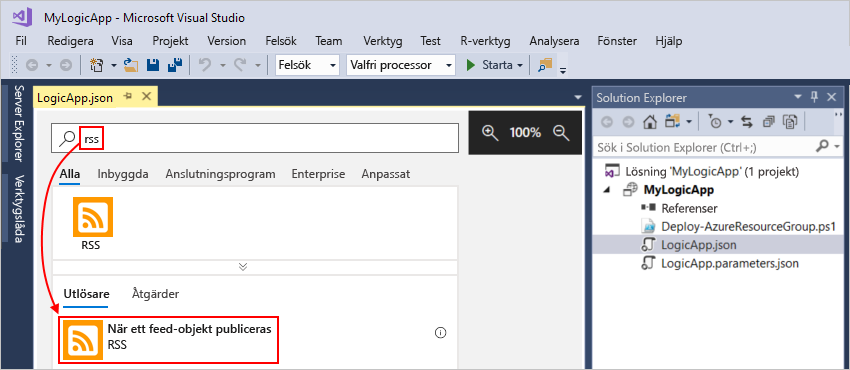 MyLogicApp - Microsoft Visual Studio
Fil Redigera Visa Projekt Version Felsök Team Verktyg Test R-verktyg Analysera Fönster Hjälp
Felsök Valfri processor Starta
Server Explorer
Verktygslåda
LogicApp.json
rss
100%
Alla Inbyggda Anslutningsprogram Enterprise Anpassat
RSS
Utlösare Åtgärder
När ett feed-objekt publiceras
RSS
Solution Explorer
Sök i Solution Explorer (Ctrl+;)
Lösning 'MyLogicApp' (1 projekt)
MyLogicApp
Referenser
Deploy-AzureResourceGroup.ps1
LogicApp.json
LogicApp.parameters.json